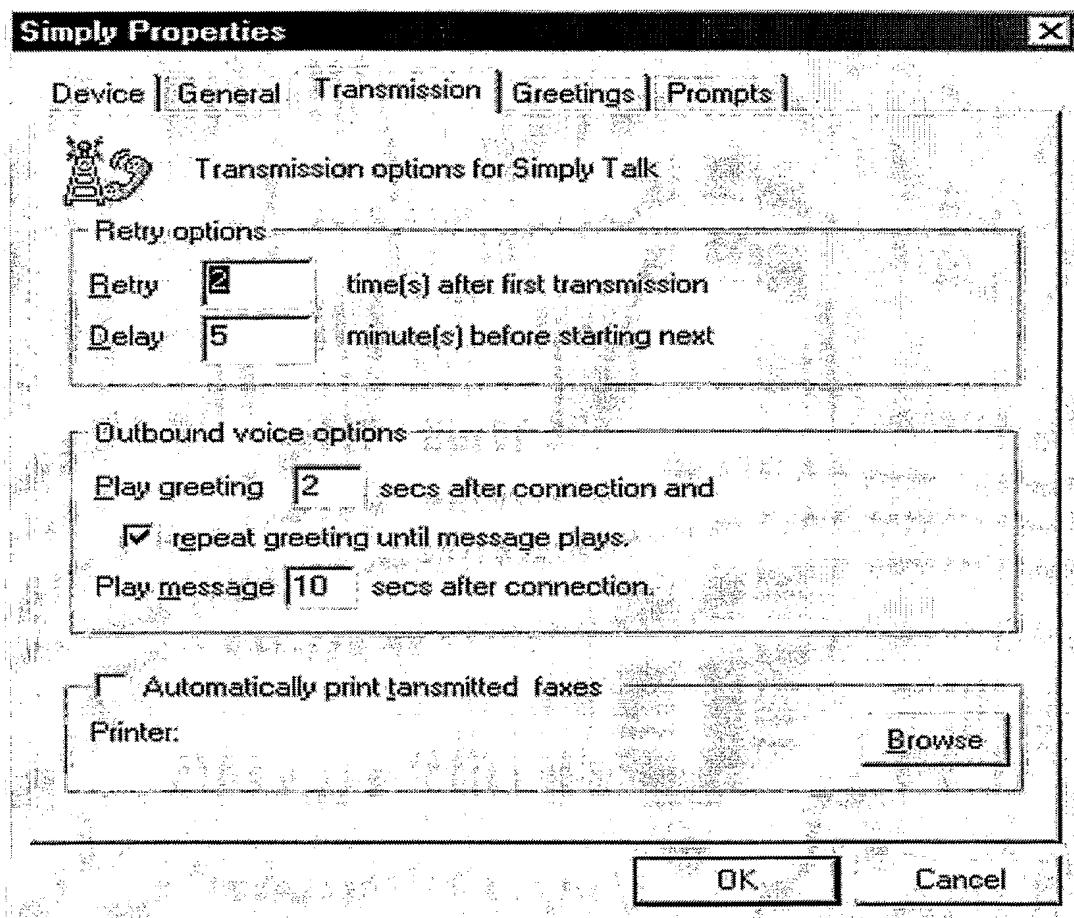 Simply Properties
Device General Transmission Greetings Prompts
Transmission options for Simply Talk
Retry options
Retry 2 time(s) after first transmission
Delay 5 minute(s) before starting next
Outbound voice options
Play greeting 2 secs after connection and
repeat greeting until message plays.
Play message 10 secs after connection.
Automatically print tansmitted faxes
Printer:
Browse
OK Cancel